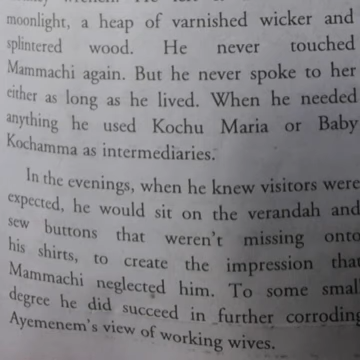 moonlight, a heap of varnished wicker and
splintered wood. He never touched
Mammachi again. But he never spoke to her
either as long as he lived. When he needed
anything he used Kochu Maria or Baby
Kochamma as intermediaries.
In the evenings, when he knew visitors were
expected, he would sit on the verandah and
sew buttons that weren't missing onto
his shirts, to create the impression that
Mammachi neglected him. To some small
degree he did succeed in further corroding
Ayemenem's view of working wives.